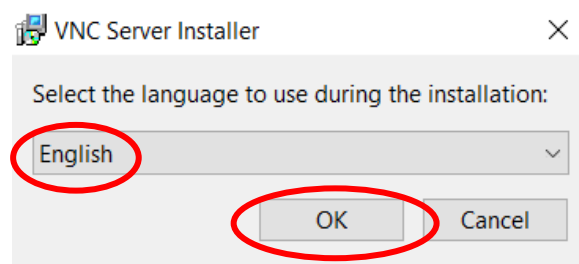 VNC Server Installer
Select the language to use during the installation:
English
OK Cancel